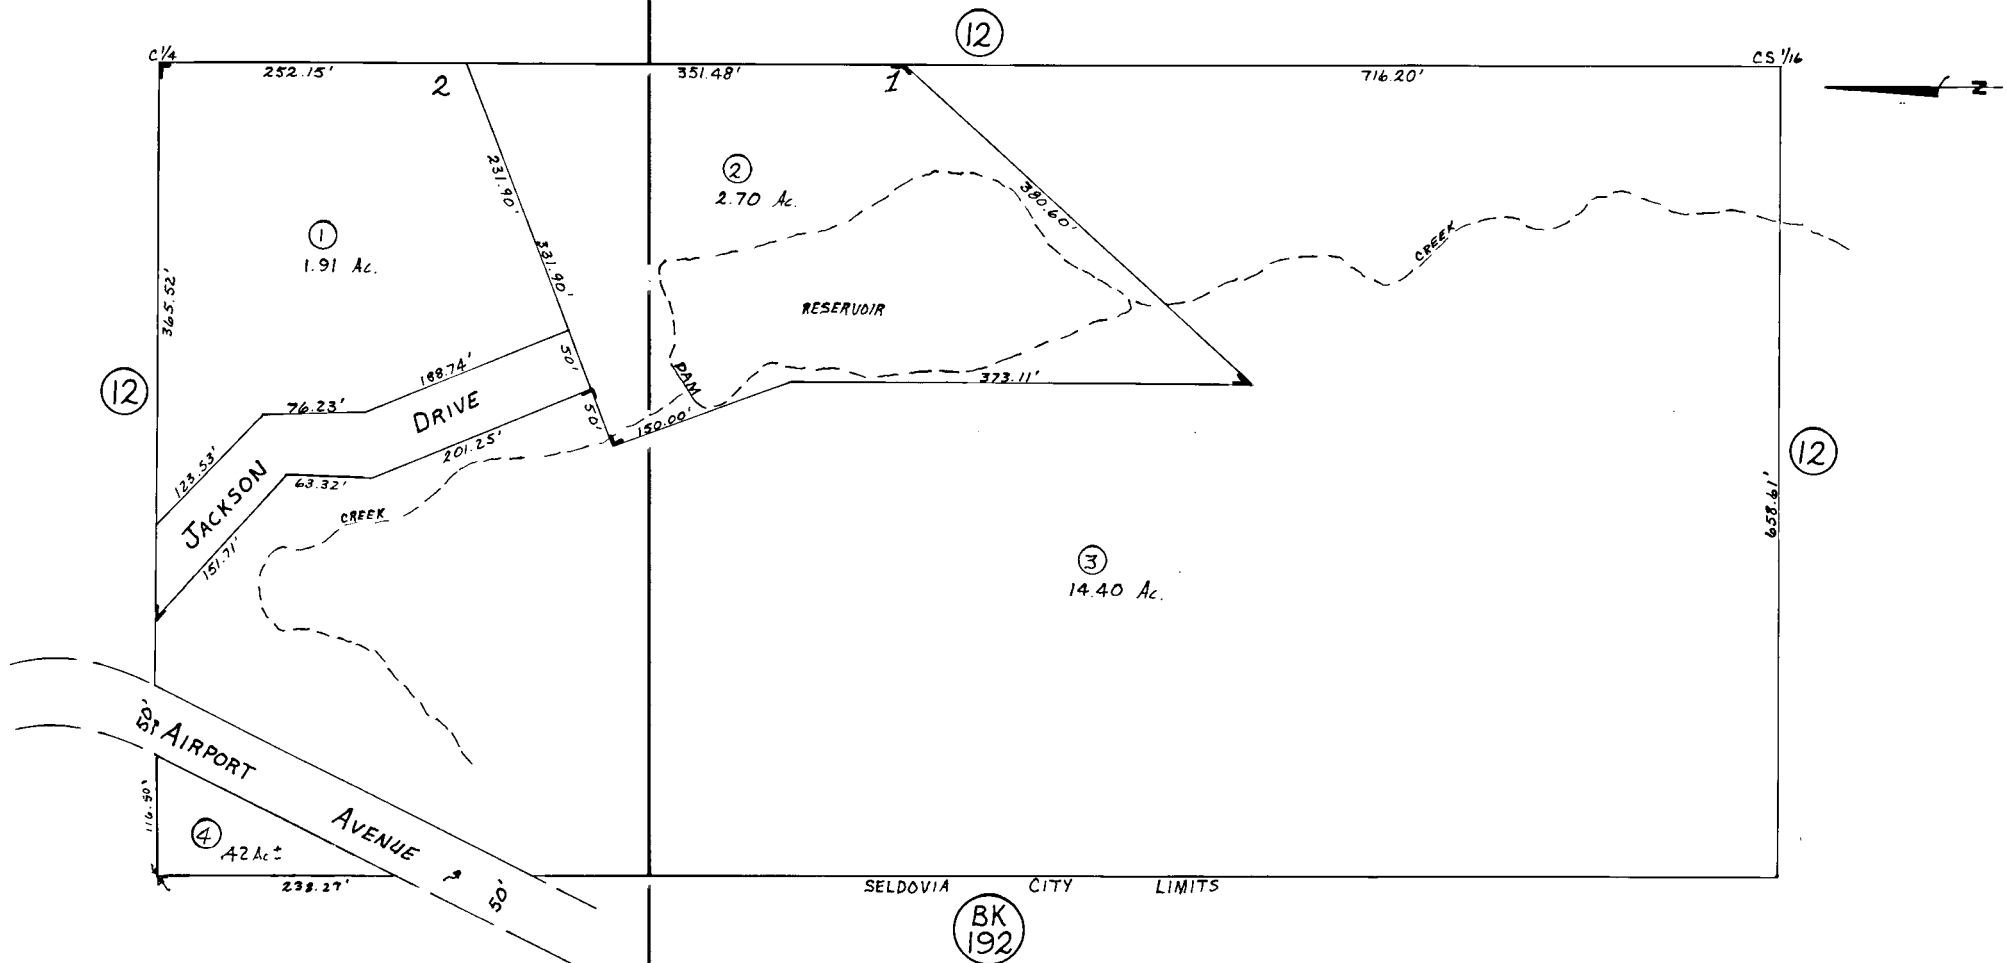 12
C 1/4
252.15'
2
351.48'
1
716.20'
CS 1/16
N
231.90'
2
2.70 Ac.
380.60'
1
1.91 Ac.
331.90'
CREEK
365.52'
RESERVOIR
50'
188.74'
DAM
373.11'
12
76.23'
DRIVE
50'
150.00'
201.25'
12
123.53'
JACKSON
63.32'
658.61'
CREEK
151.71'
3
14.40 Ac.
50'
AIRPORT
116.50'
AVENUE
4
.42 Ac ±
50'
238.27'
SELDOVIA CITY LIMITS
BK
192